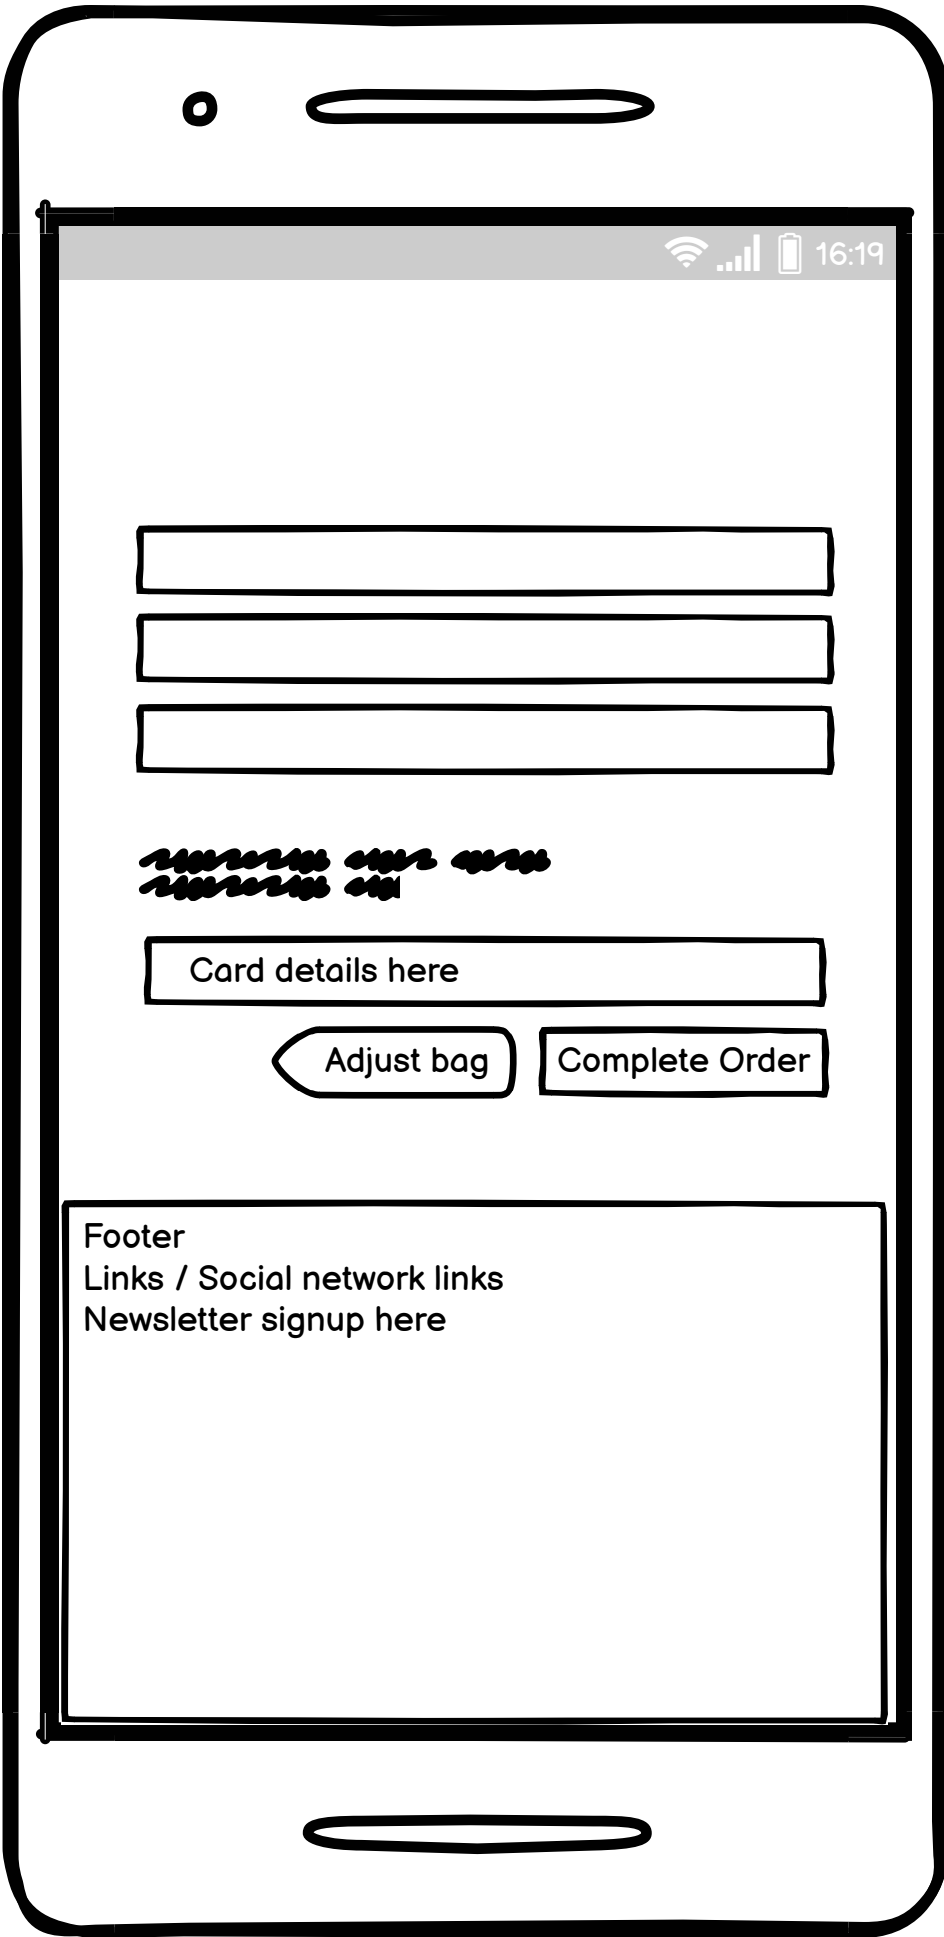 16:19
Card details here
Adjust bag
Complete Order
Footer
Links / Social network links
Newsletter signup here